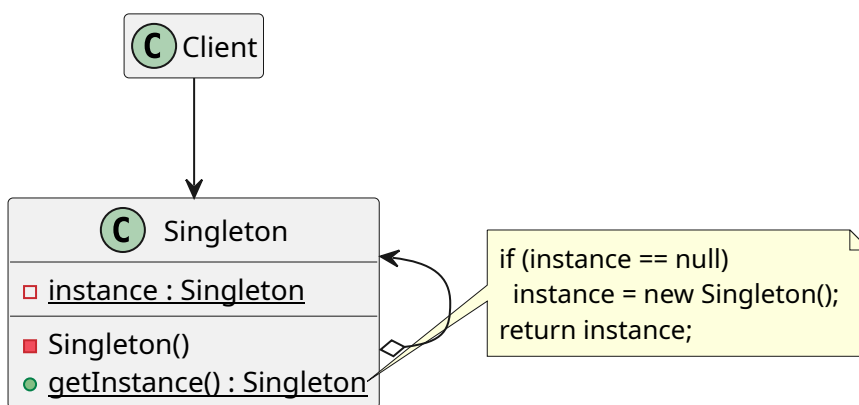 C Client
C Singleton
instance : Singleton
Singleton()
getInstance() : Singleton
if (instance == null)
  instance = new Singleton();
return instance;